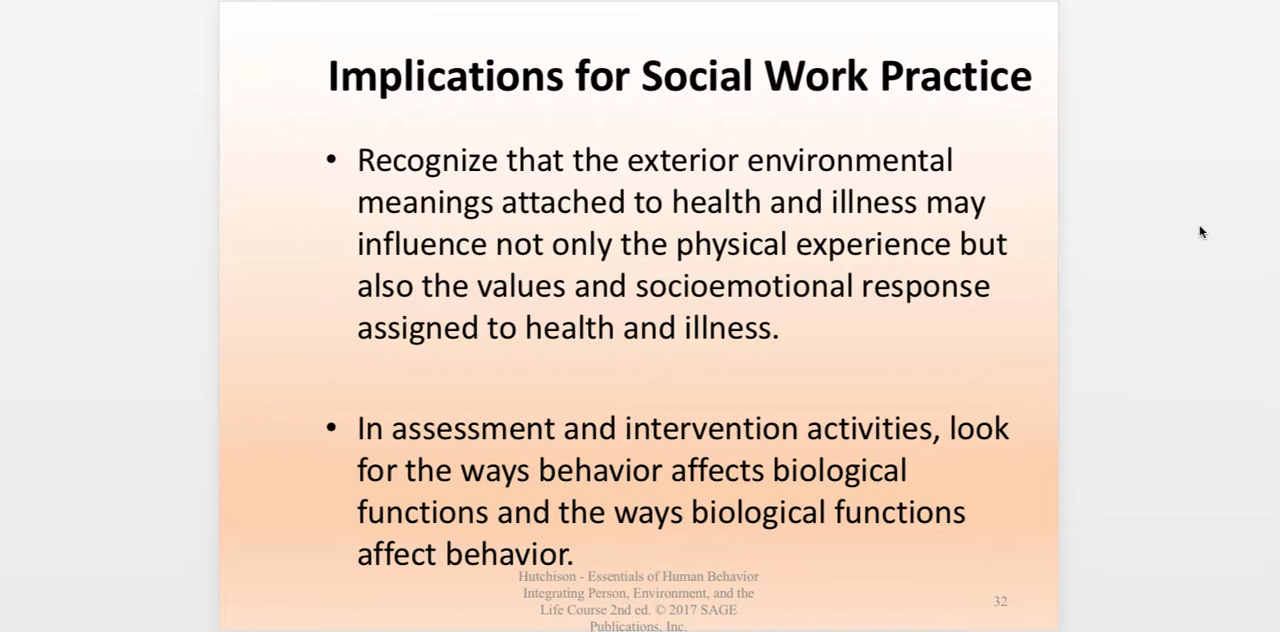 Implications for Social Work Practice
• Recognize that the exterior environmental
meanings attached to health and illness may
influence not only the physical experience but
also the values and socioemotional response
assigned to health and illness.
• In assessment and intervention activities, look
for the ways behavior affects biological
functions and the ways biological functions
affect behavior.
Hutchison - Essentials of Human Behavior
Integrating Person, Environment, and the
Life Course 2nd ed. © 2017 SAGE
Publications, Inc.
32